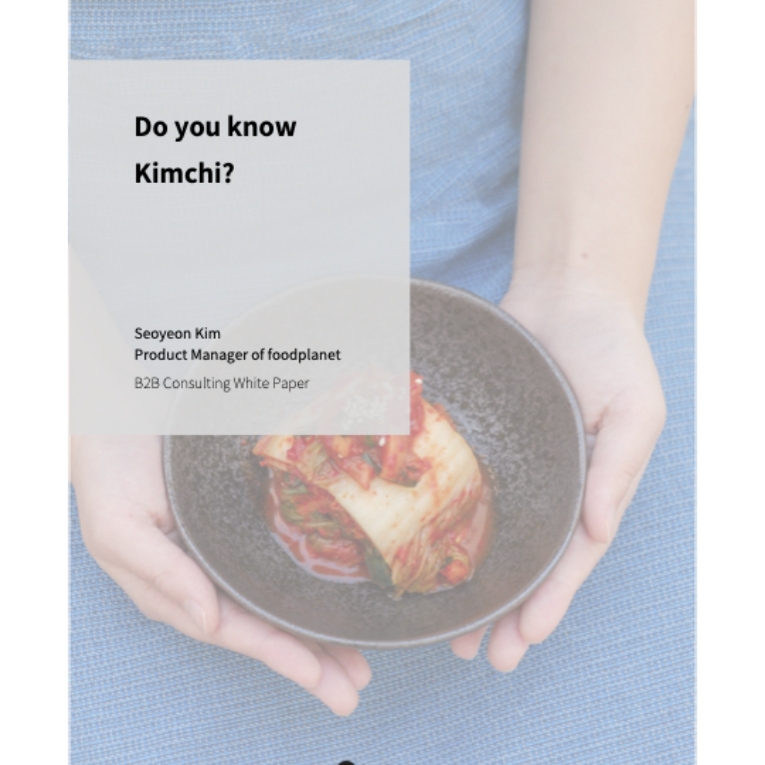 Do you know
Kimchi?
Seoyeon Kim
Product Manager of foodplanet
B2B Consulting White Paper